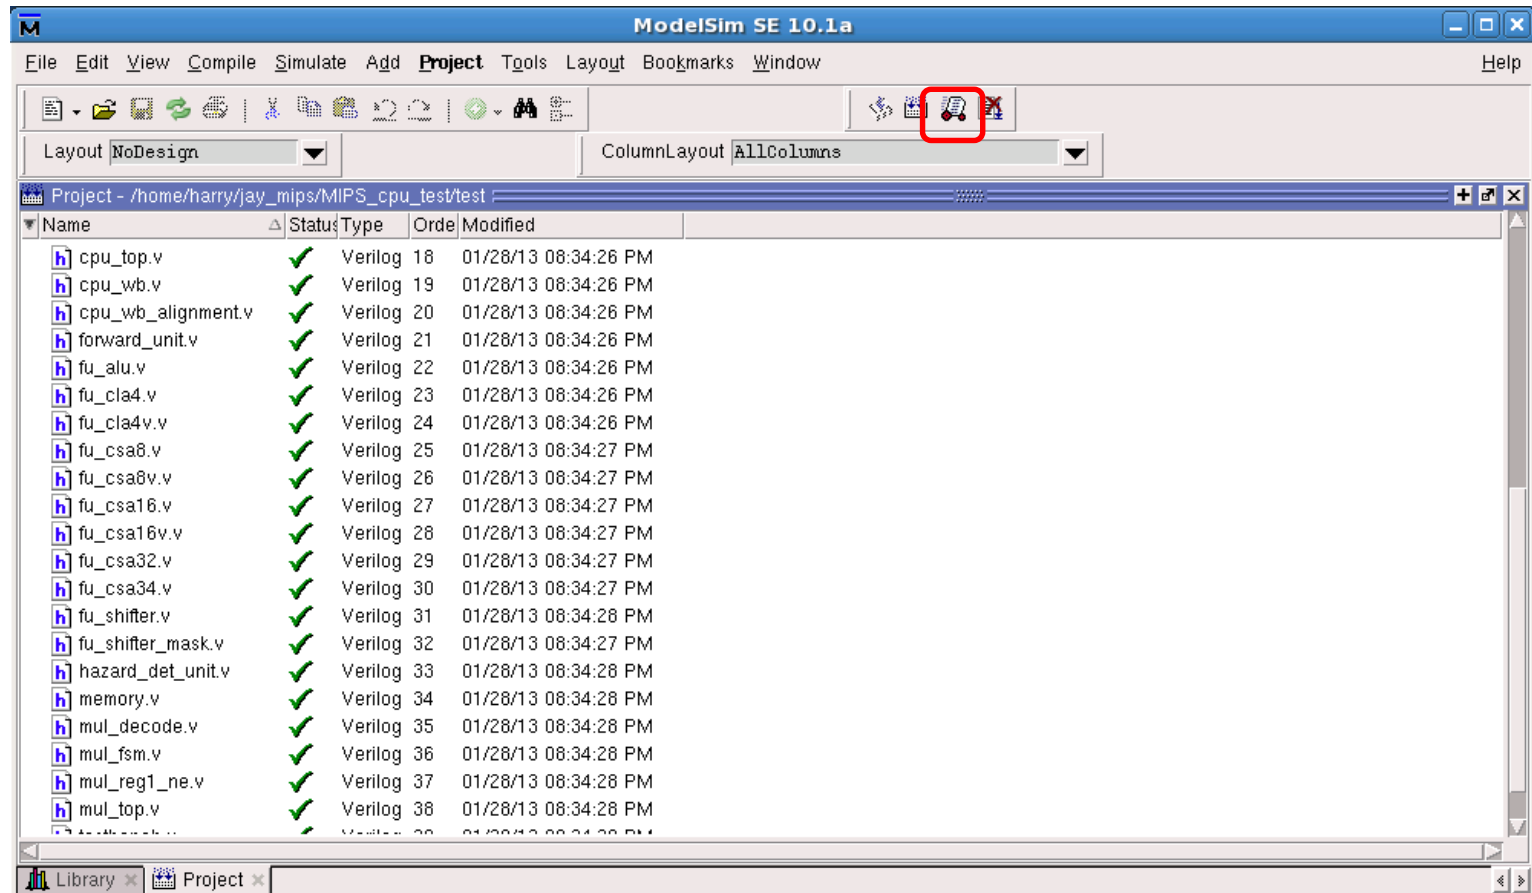 ModelSim SE 10.1a
File Edit View Compile Simulate Add Project Tools Layout Bookmarks Window Help
Layout NoDesign ColumnLayout AllColumns
Project - /home/harry/jay_mips/MIPS_cpu_test/test
Name Status Type Orde Modified
cpu_top.v Verilog 18 01/28/13 08:34:26 PM
cpu_wb.v Verilog 19 01/28/13 08:34:26 PM
cpu_wb_alignment.v Verilog 20 01/28/13 08:34:26 PM
forward_unit.v Verilog 21 01/28/13 08:34:26 PM
fu_alu.v Verilog 22 01/28/13 08:34:26 PM
fu_cla4.v Verilog 23 01/28/13 08:34:26 PM
fu_cla4v.v Verilog 24 01/28/13 08:34:26 PM
fu_csa8.v Verilog 25 01/28/13 08:34:27 PM
fu_csa8v.v Verilog 26 01/28/13 08:34:27 PM
fu_csa16.v Verilog 27 01/28/13 08:34:27 PM
fu_csa16v.v Verilog 28 01/28/13 08:34:27 PM
fu_csa32.v Verilog 29 01/28/13 08:34:27 PM
fu_csa34.v Verilog 30 01/28/13 08:34:27 PM
fu_shifter.v Verilog 31 01/28/13 08:34:28 PM
fu_shifter_mask.v Verilog 32 01/28/13 08:34:27 PM
hazard_det_unit.v Verilog 33 01/28/13 08:34:28 PM
memory.v Verilog 34 01/28/13 08:34:28 PM
mul_decode.v Verilog 35 01/28/13 08:34:28 PM
mul_fsm.v Verilog 36 01/28/13 08:34:28 PM
mul_reg1_ne.v Verilog 37 01/28/13 08:34:28 PM
mul_top.v Verilog 38 01/28/13 08:34:28 PM
Library Project